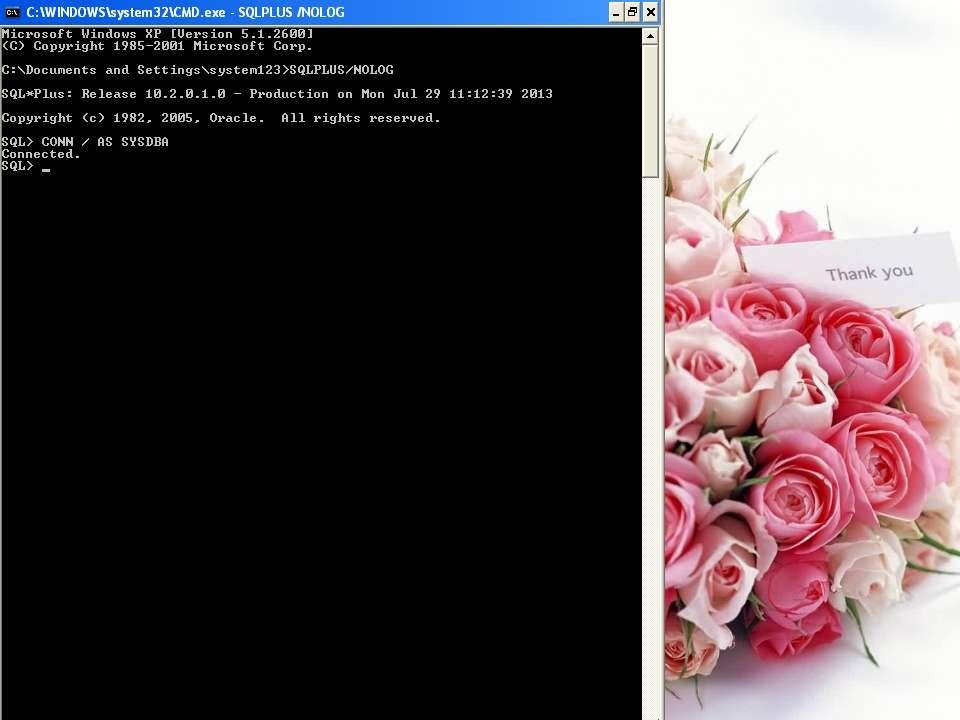 C:\WINDOWS\system32\CMD.exe - SQLPLUS /NOLOG
Microsoft Windows XP [Version 5.1.2600]
(C) Copyright 1985-2001 Microsoft Corp.
C:\Documents and Settings\system123>SQLPLUS/NOLOG
SQL*Plus: Release 10.2.0.1.0 - Production on Mon Jul 29 11:12:39 2013
Copyright (c) 1982, 2005, Oracle.  All rights reserved.
SQL> CONN / AS SYSDBA
Connected.
SQL> _
Thank you